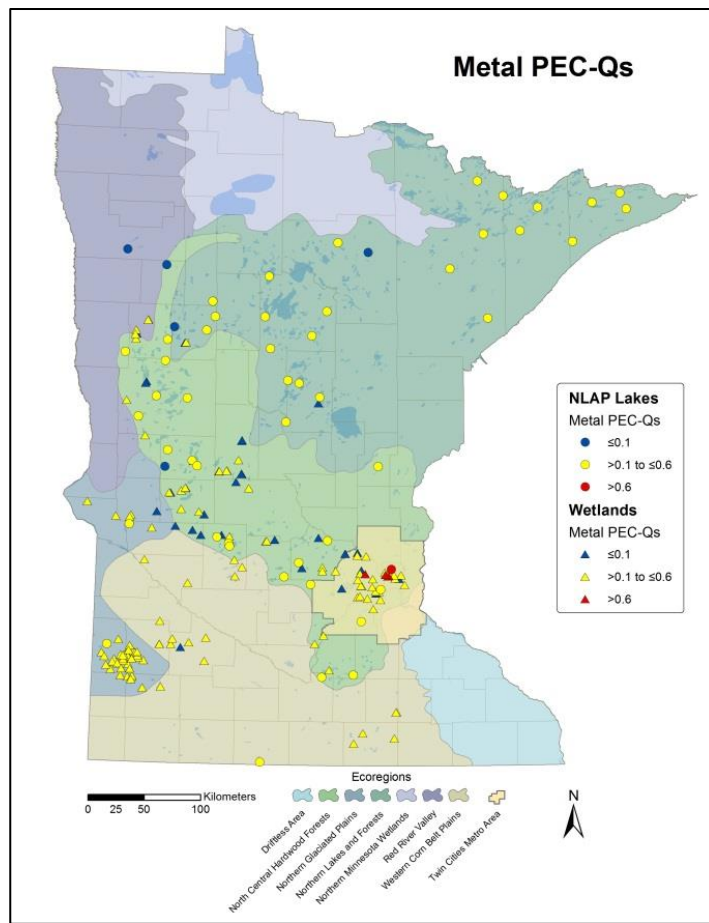 Metal PEC-Qs
NLAP Lakes
Metal PEC-Qs
≤0.1
>0.1 to ≤0.6
>0.6
Wetlands
Metal PEC-Qs
≤0.1
>0.1 to ≤0.6
>0.6
Ecoregions
Kilometers
0 25 50 100
N
Driftless Area
North Central Hardwood Forests
Northern Glaciated Plains
Northern Lakes and Forests
Northern Minnesota Wetlands
Red River Valley
Western Corn Belt Plains
Twin Cities Metro Area